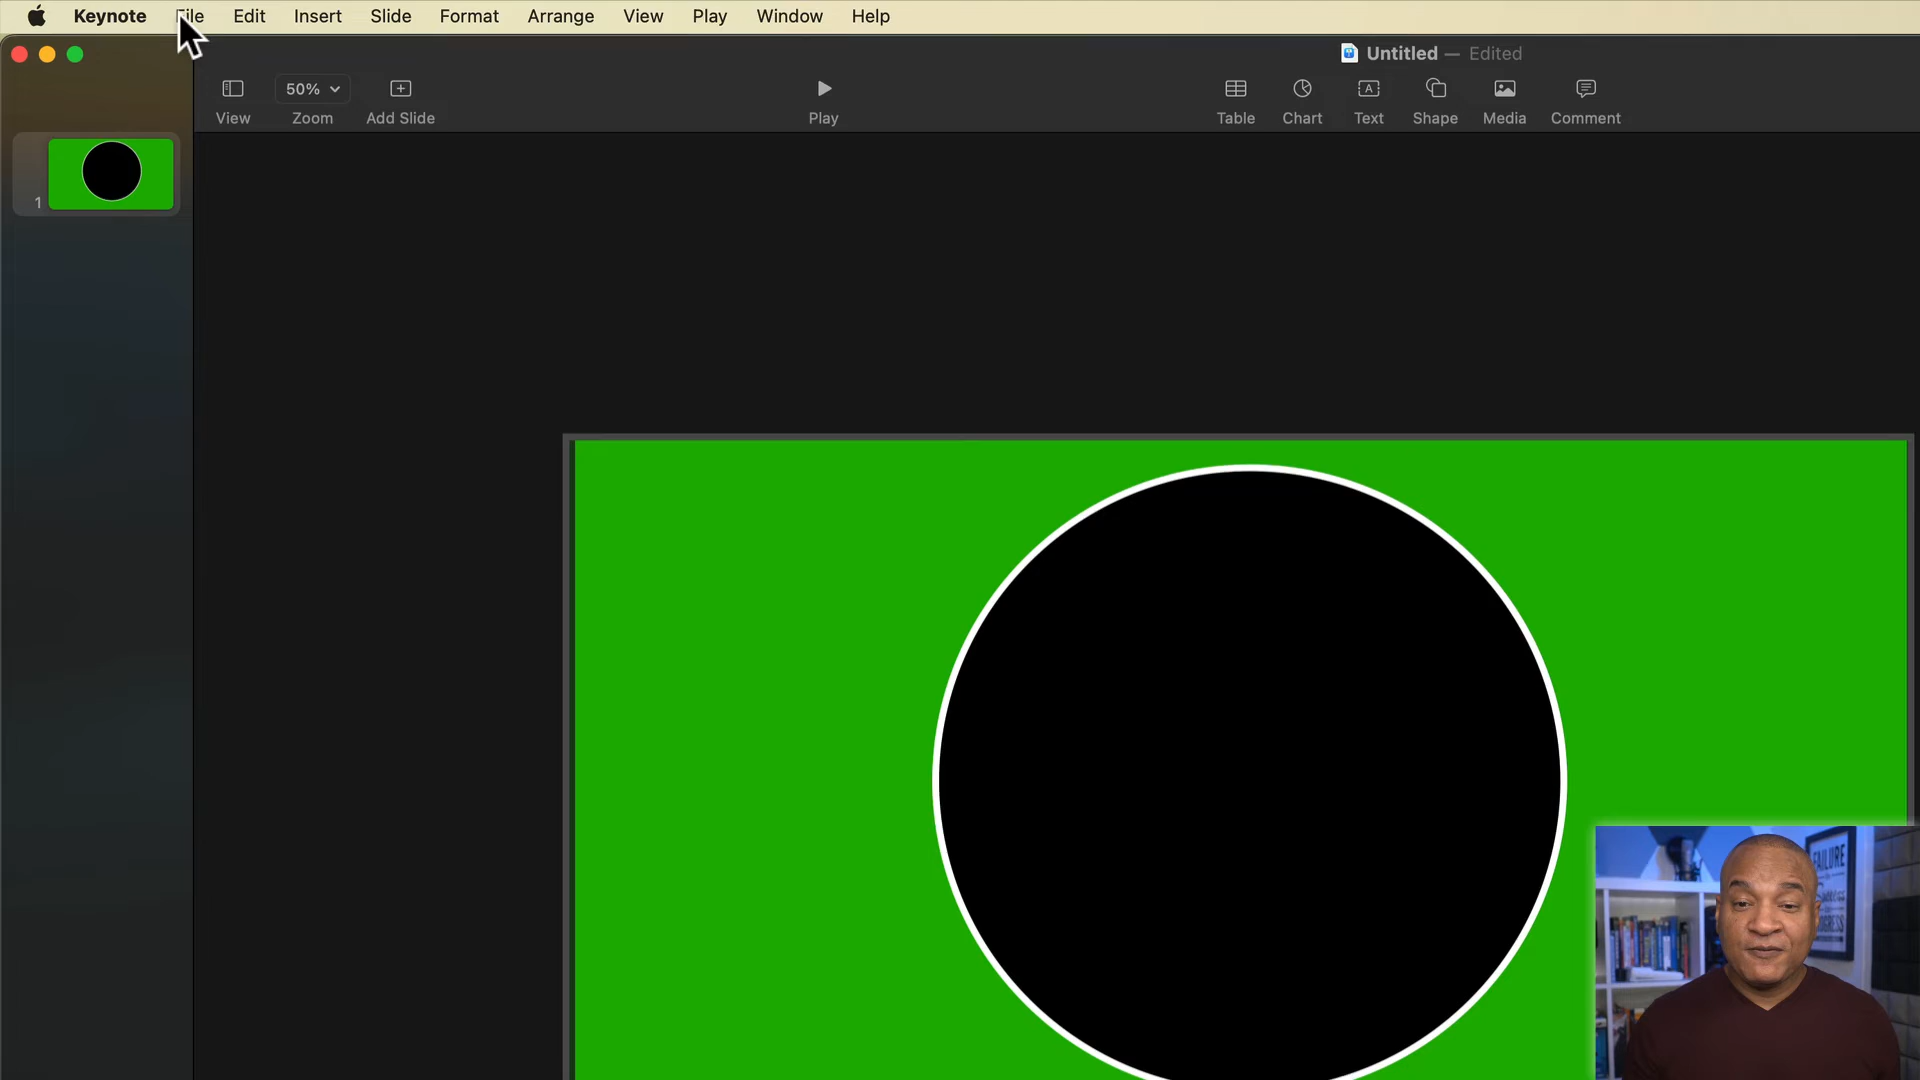 Keynote File Edit Insert Slide Format Arrange View Play Window Help
Untitled — Edited
50%
View Zoom Add Slide Play Table Chart Text Shape Media Comment
1
FAILURE